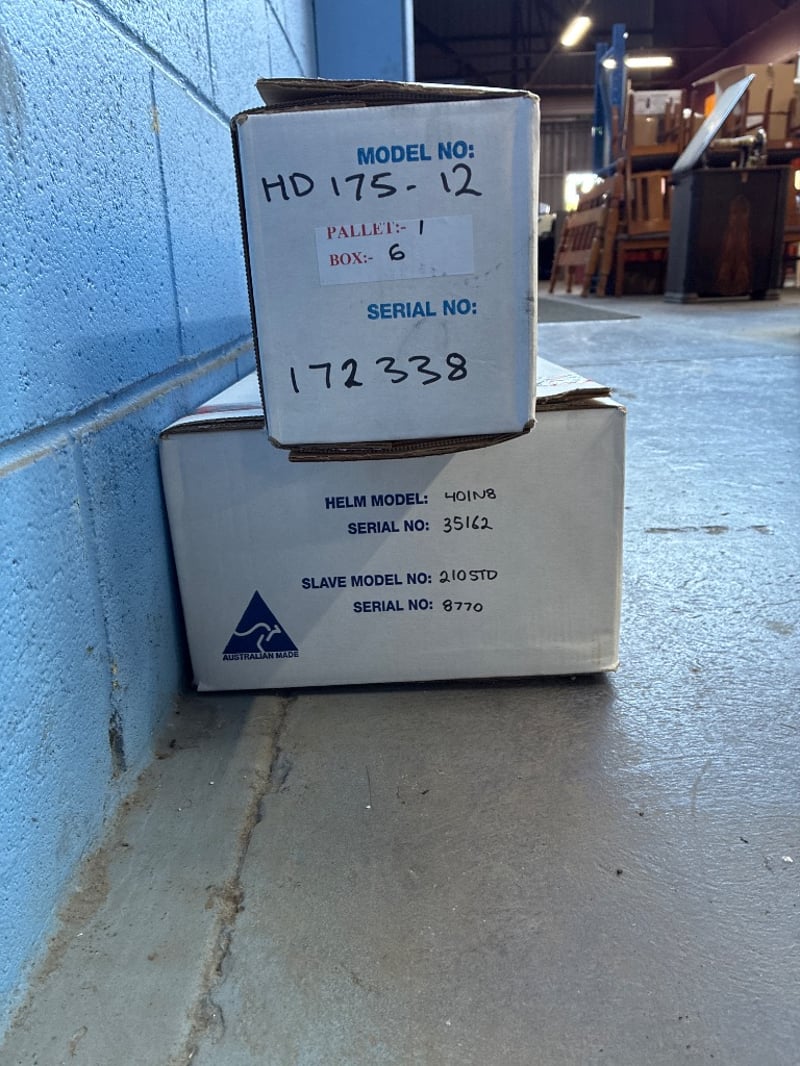 MODEL NO:
HD 175-12
PALLET:- 1
BOX:- 6
SERIAL NO:
172338
HELM MODEL: 401N8
SERIAL NO: 35162
SLAVE MODEL NO: 210STD
SERIAL NO: 8770
AUSTRALIAN MADE